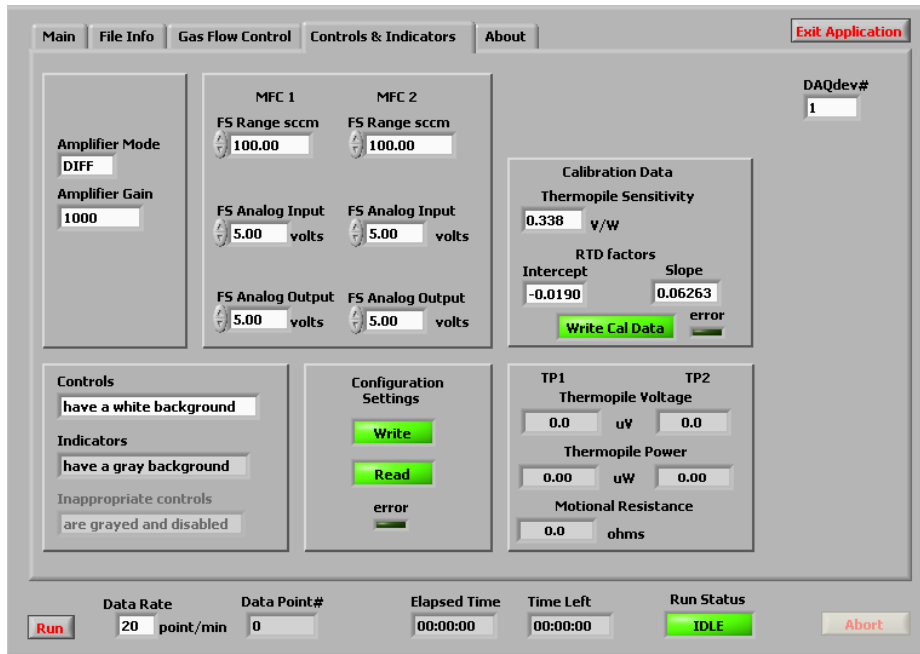 Main File Info Gas Flow Control Controls & Indicators About
Exit Application
DAQdev#
1
Amplifier Mode
DIFF
Amplifier Gain
1000
MFC 1 MFC 2
FS Range sccm FS Range sccm
100.00 100.00
FS Analog Input FS Analog Input
5.00 volts 5.00 volts
FS Analog Output FS Analog Output
5.00 volts 5.00 volts
Calibration Data
Thermopile Sensitivity
0.338 V/W
RTD factors
Intercept Slope
-0.0190 0.06263
Write Cal Data error
Controls
have a white background
Indicators
have a gray background
Inappropriate controls
are grayed and disabled
Configuration
Settings
Write
Read
error
TP1 TP2
Thermopile Voltage
0.0 uV 0.0
Thermopile Power
0.00 uW 0.00
Motional Resistance
0.0 ohms
Run
Data Rate
20 point/min
Data Point#
0
Elapsed Time
00:00:00
Time Left
00:00:00
Run Status
IDLE
Abort